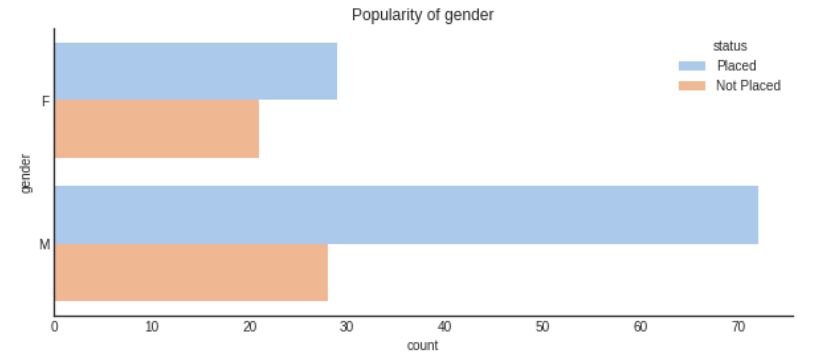 Popularity of gender
status
Placed
Not Placed
F
gender
M
0 10 20 30 40 50 60 70
count